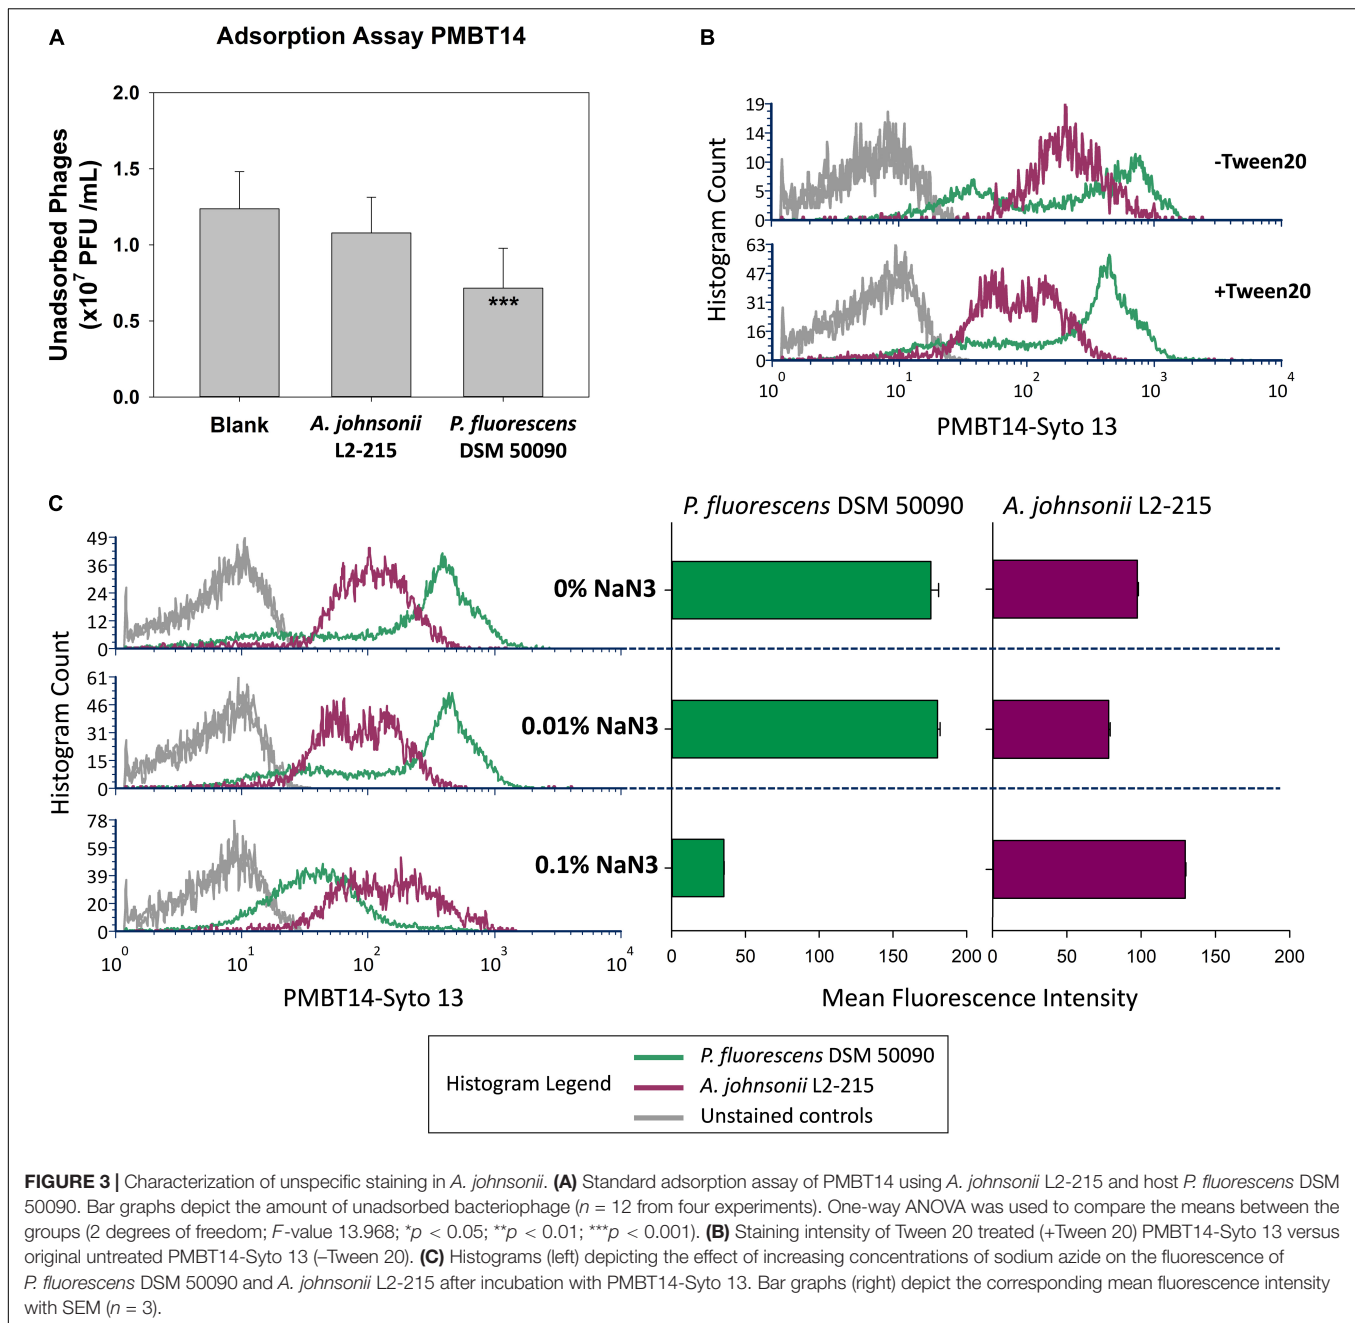 A
Adsorption Assay PMBT14
Unadsorbed Phages
(x10⁷ PFU /mL)
2.0
1.5
1.0
0.5
0.0
***
Blank
A. johnsonii
L2-215
P. fluorescens
DSM 50090
B
Histogram Count
19
14
10
5
0
-Tween20
Histogram Count
63
47
31
16
0
+Tween20
10⁰ 10¹ 10² 10³ 10⁴
PMBT14-Syto 13
C
P. fluorescens DSM 50090
A. johnsonii L2-215
Histogram Count
49
36
24
12
0
0% NaN3
61
46
31
15
0
0.01% NaN3
78
59
39
20
0
0.1% NaN3
10⁰ 10¹ 10² 10³ 10⁴
PMBT14-Syto 13
0 50 100 150 200
0 50 100 150 200
Mean Fluorescence Intensity
Histogram Legend
P. fluorescens DSM 50090
A. johnsonii L2-215
Unstained controls
FIGURE 3 | Characterization of unspecific staining in A. johnsonii. (A) Standard adsorption assay of PMBT14 using A. johnsonii L2-215 and host P. fluorescens DSM
50090. Bar graphs depict the amount of unadsorbed bacteriophage (n = 12 from four experiments). One-way ANOVA was used to compare the means between the
groups (2 degrees of freedom; F-value 13.968; *p < 0.05; **p < 0.01; ***p < 0.001). (B) Staining intensity of Tween 20 treated (+Tween 20) PMBT14-Syto 13 versus
original untreated PMBT14-Syto 13 (–Tween 20). (C) Histograms (left) depicting the effect of increasing concentrations of sodium azide on the fluorescence of
P. fluorescens DSM 50090 and A. johnsonii L2-215 after incubation with PMBT14-Syto 13. Bar graphs (right) depict the corresponding mean fluorescence intensity
with SEM (n = 3).